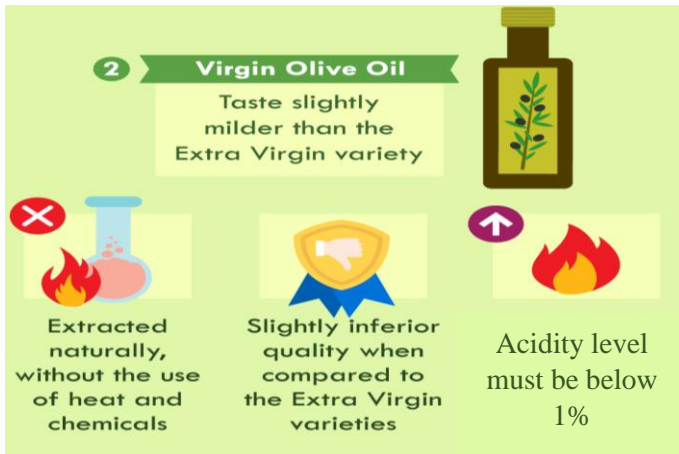 2 Virgin Olive Oil
Taste slightly
milder than the
Extra Virgin variety
Extracted
naturally,
without the use
of heat and
chemicals
Slightly inferior
quality when
compared to
the Extra Virgin
varieties
Acidity level
must be below
1%